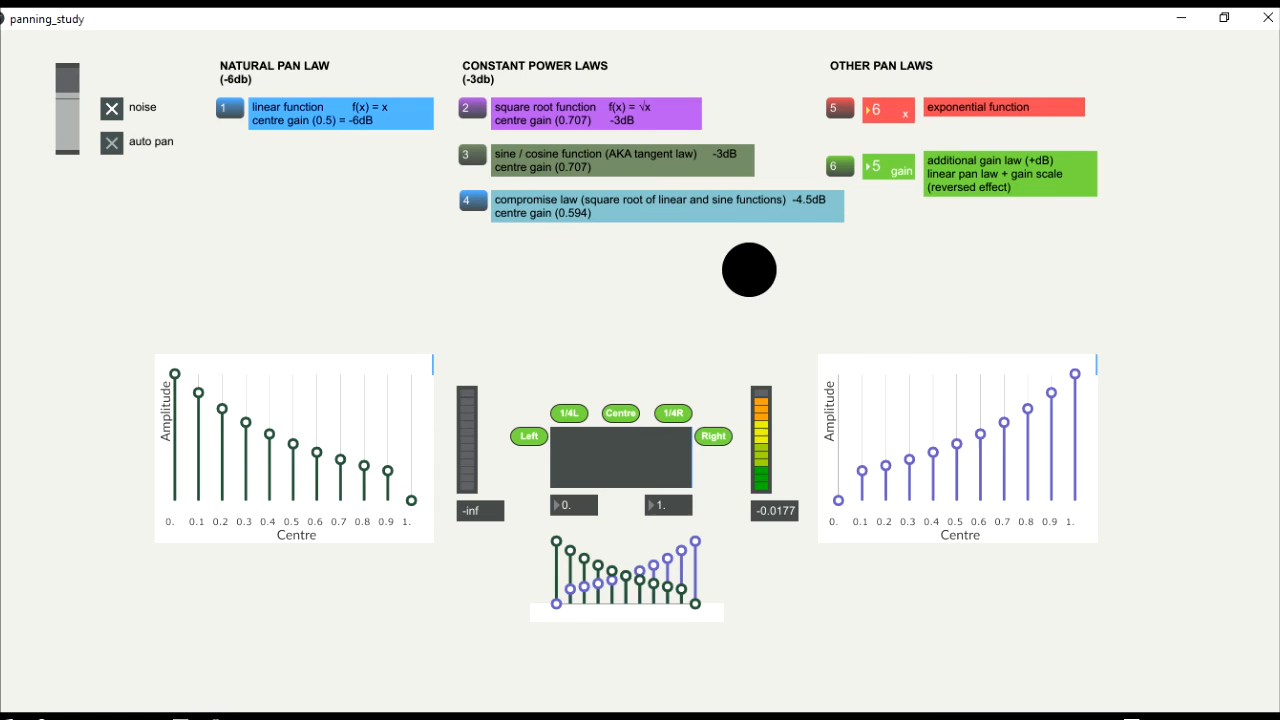 panning_study
NATURAL PAN LAW
(-6db)
CONSTANT POWER LAWS
(-3db)
OTHER PAN LAWS
noise
auto pan
1
linear function f(x) = x
centre gain (0.5) = -6dB
2
square root function f(x) = √x
centre gain (0.707) -3dB
3
sine / cosine function (AKA tangent law) -3dB
centre gain (0.707)
4
compromise law (square root of linear and sine functions) -4.5dB
centre gain (0.594)
5
6 x
exponential function
6
5 gain
additional gain law (+dB)
linear pan law + gain scale
(reversed effect)
Amplitude
0. 0.1 0.2 0.3 0.4 0.5 0.6 0.7 0.8 0.9 1.
Centre
-inf
1/4L Centre 1/4R
Left Right
0. 1.
-0.0177
Amplitude
0. 0.1 0.2 0.3 0.4 0.5 0.6 0.7 0.8 0.9 1.
Centre